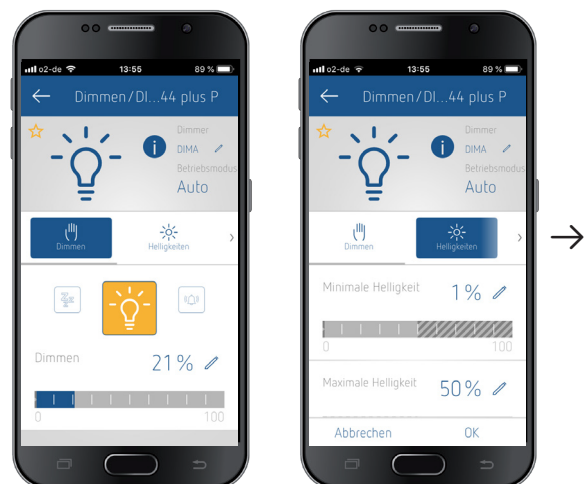 o2-de 13:55 89 %
Dimmen/DI...44 plus P
Dimmer
DIMA
Betriebsmodus
Auto
Dimmen Helligkeiten
Dimmen 21%
0 100
o2-de 13:55 89 %
Dimmen/DI...44 plus P
Dimmer
DIMA
Betriebsmodus
Auto
Dimmen Helligkeiten
Minimale Helligkeit 1%
0 100
Maximale Helligkeit 50%
Abbrechen OK